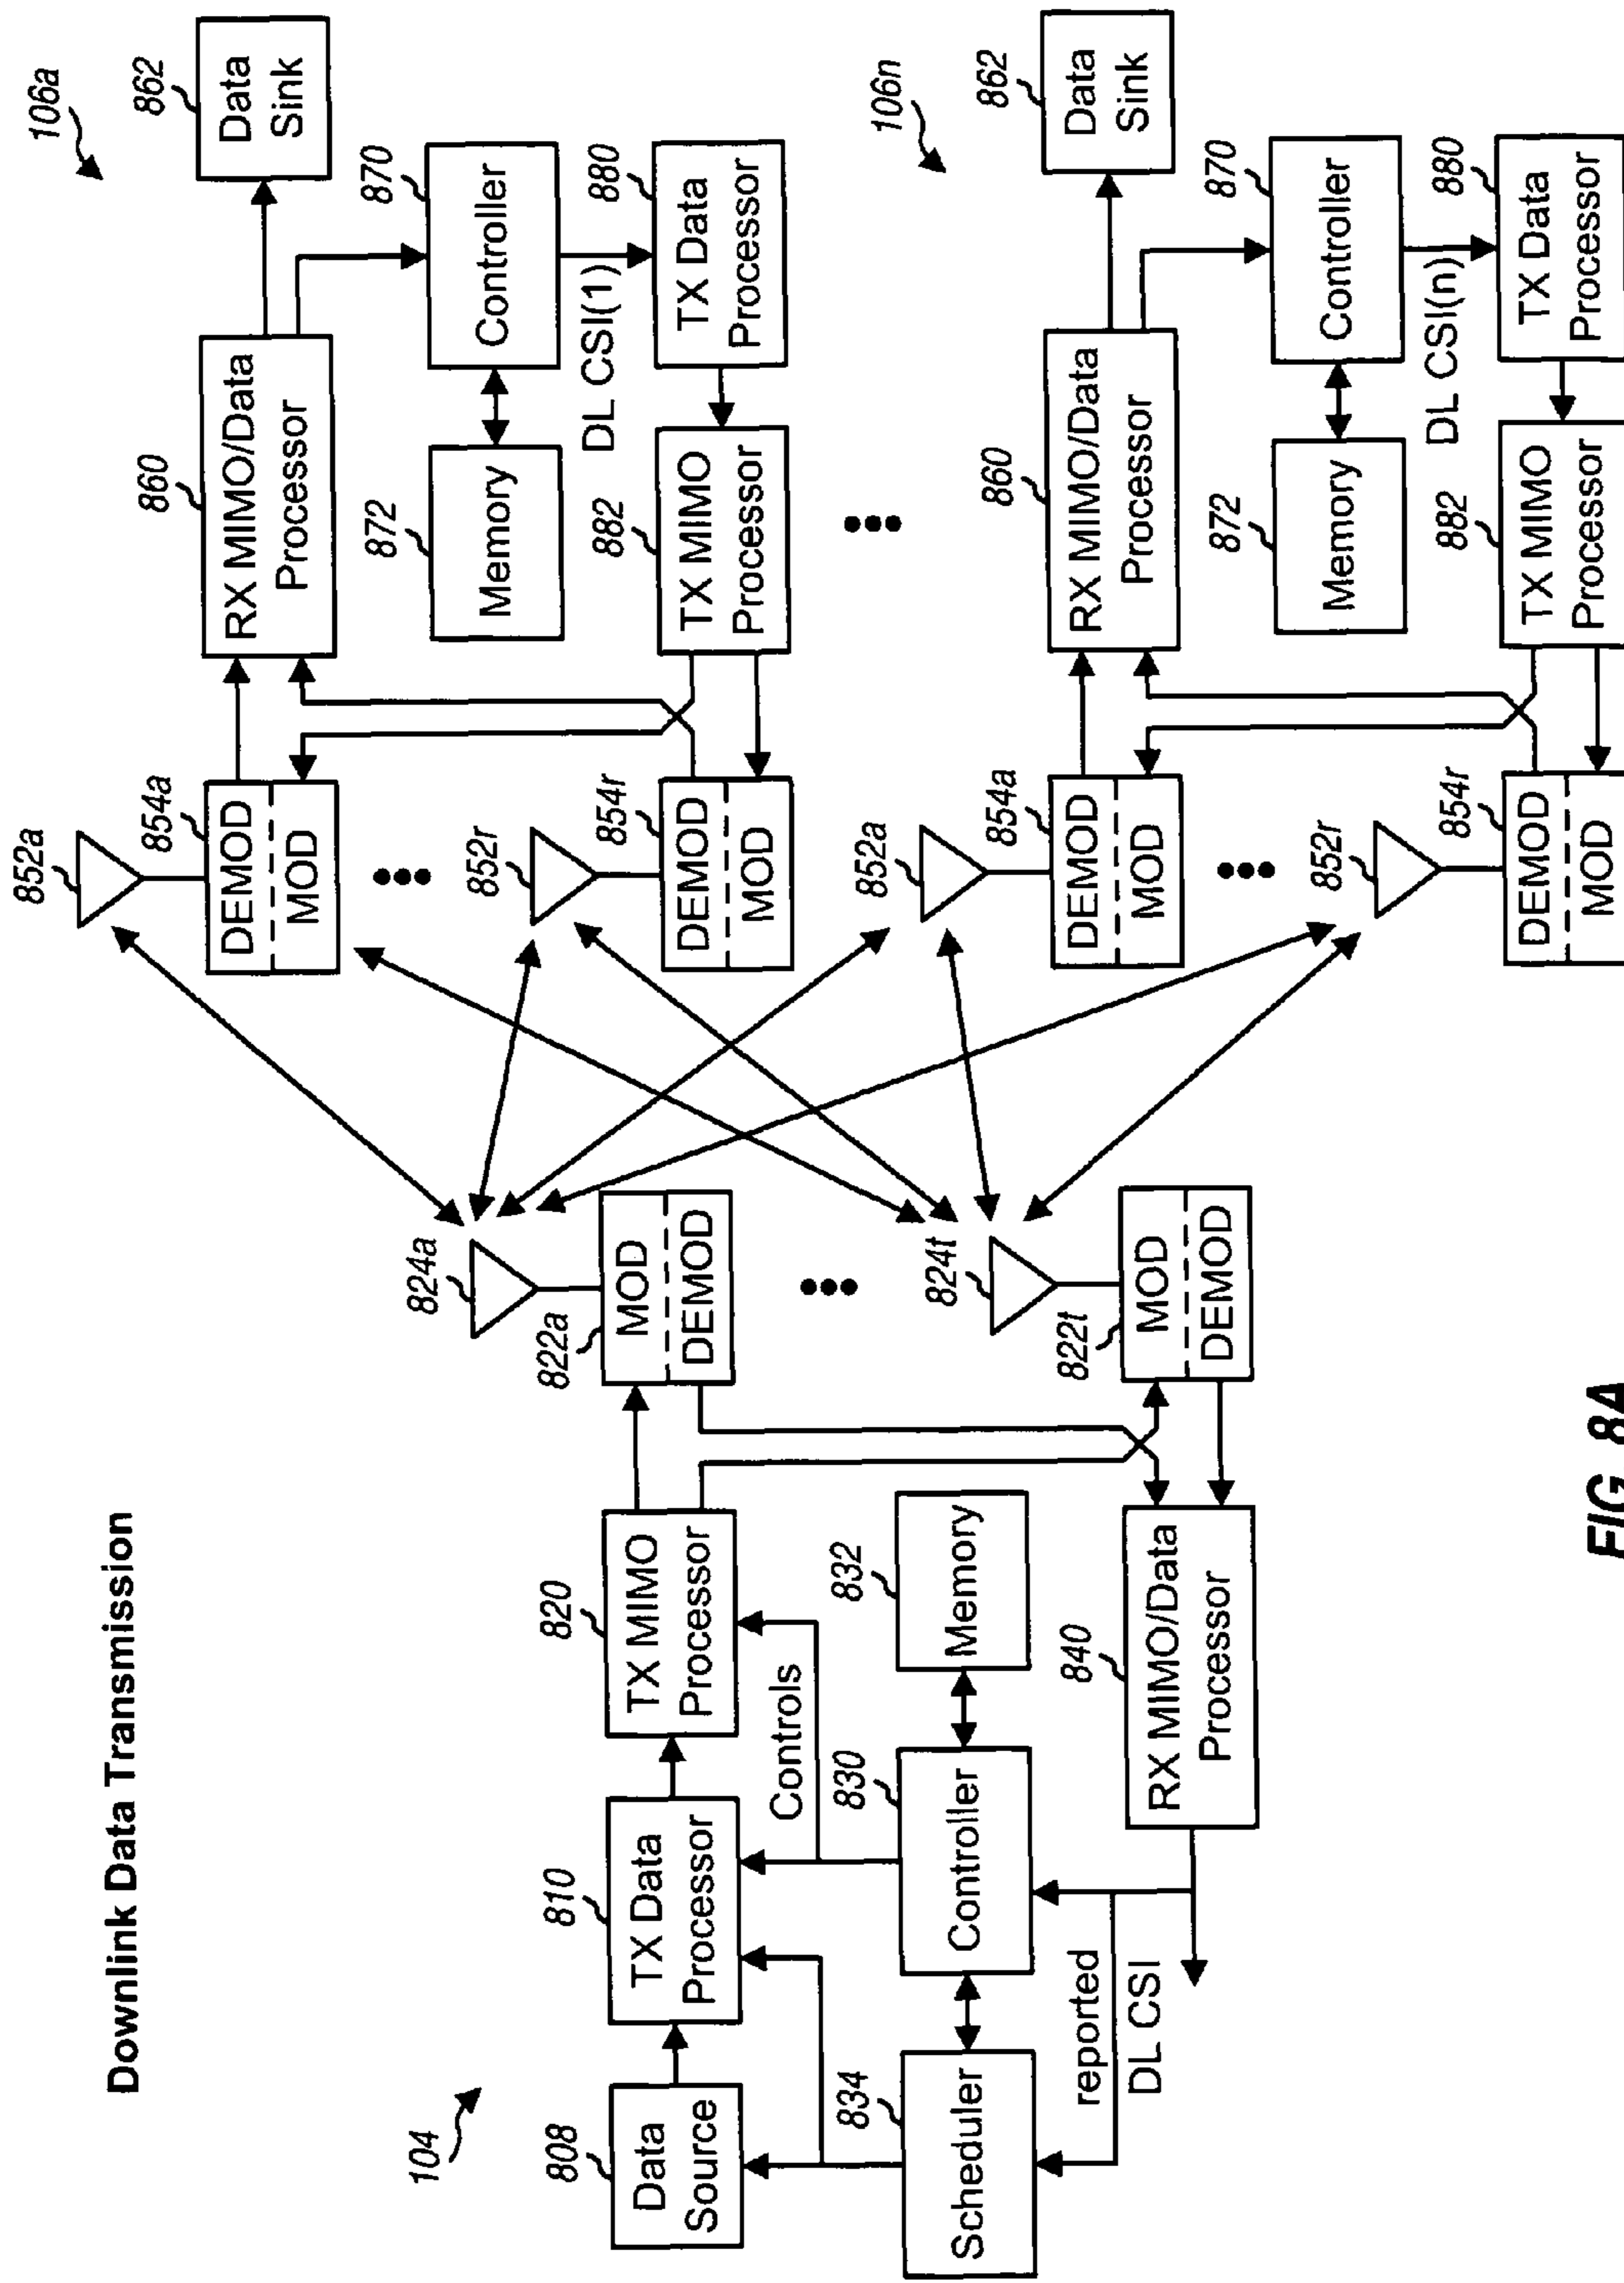 Downlink Data Transmission
104
808
Data
Source
810
TX Data
Processor
820
TX MIMO
Processor
Controls
834
Scheduler
830
Controller
832
Memory
reported
DL CSI
840
RX MIMO/Data
Processor
824a
822a
MOD
DEMOD
824t
822t
MOD
DEMOD
106a
852a
854a
DEMOD
MOD
852r
854r
DEMOD
MOD
860
RX MIMO/Data
Processor
862
Data
Sink
872
Memory
870
Controller
DL CSI(1)
882
TX MIMO
Processor
880
TX Data
Processor
106n
852a
854a
DEMOD
MOD
852r
854r
DEMOD
MOD
860
RX MIMO/Data
Processor
862
Data
Sink
872
Memory
870
Controller
DL CSI(n)
882
TX MIMO
Processor
880
TX Data
Processor
FIG. 8A